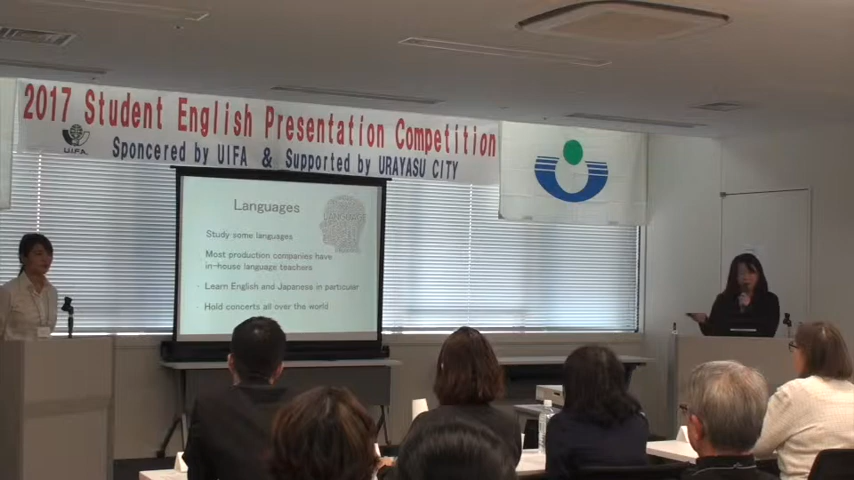 2017 Student English Presentation Competition
U.I.F.A.
Sponcered by UIFA & Supported by URAYASU CITY
Languages
Study some languages
Most production companies have
in-house language teachers
Learn English and Japanese in particular
Hold concerts all over the world